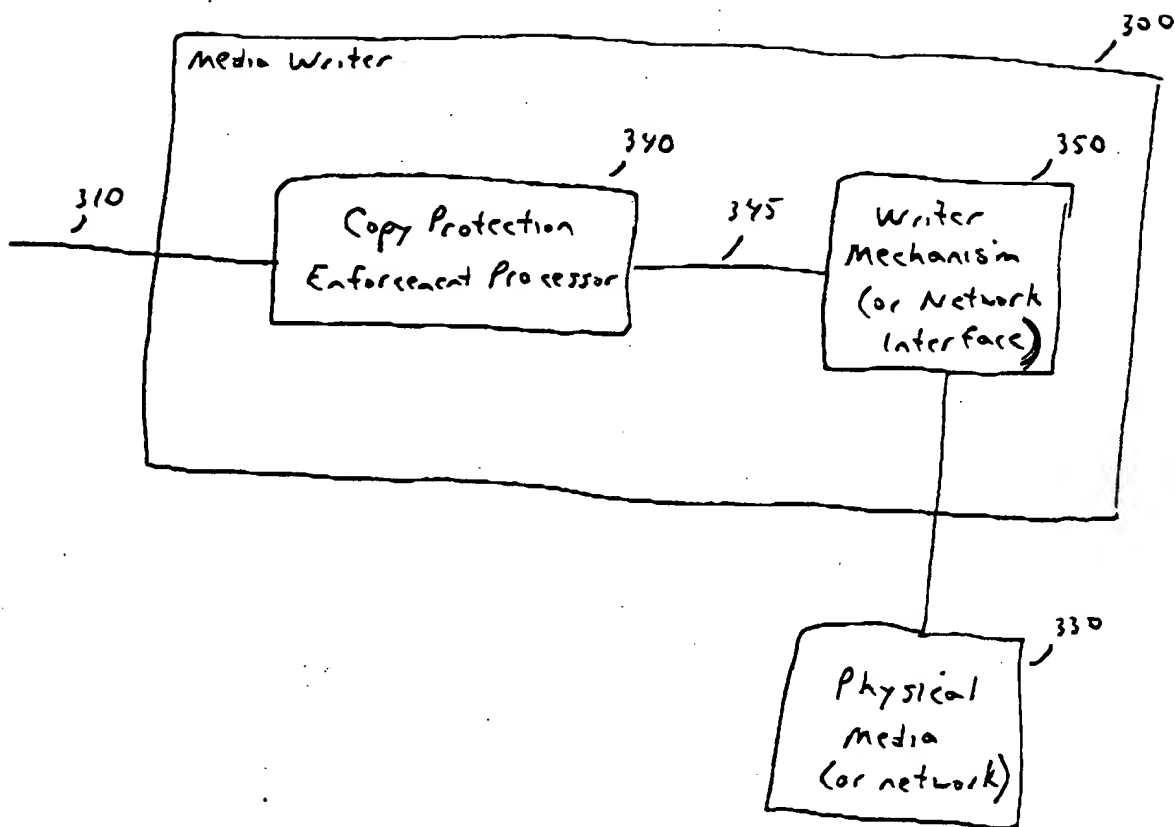 300
Media Writer
340
350
310
Copy Protection
Enforcement Processor
345
Writer
Mechanism
(or Network
Interface)
330
Physical
Media
(or network)